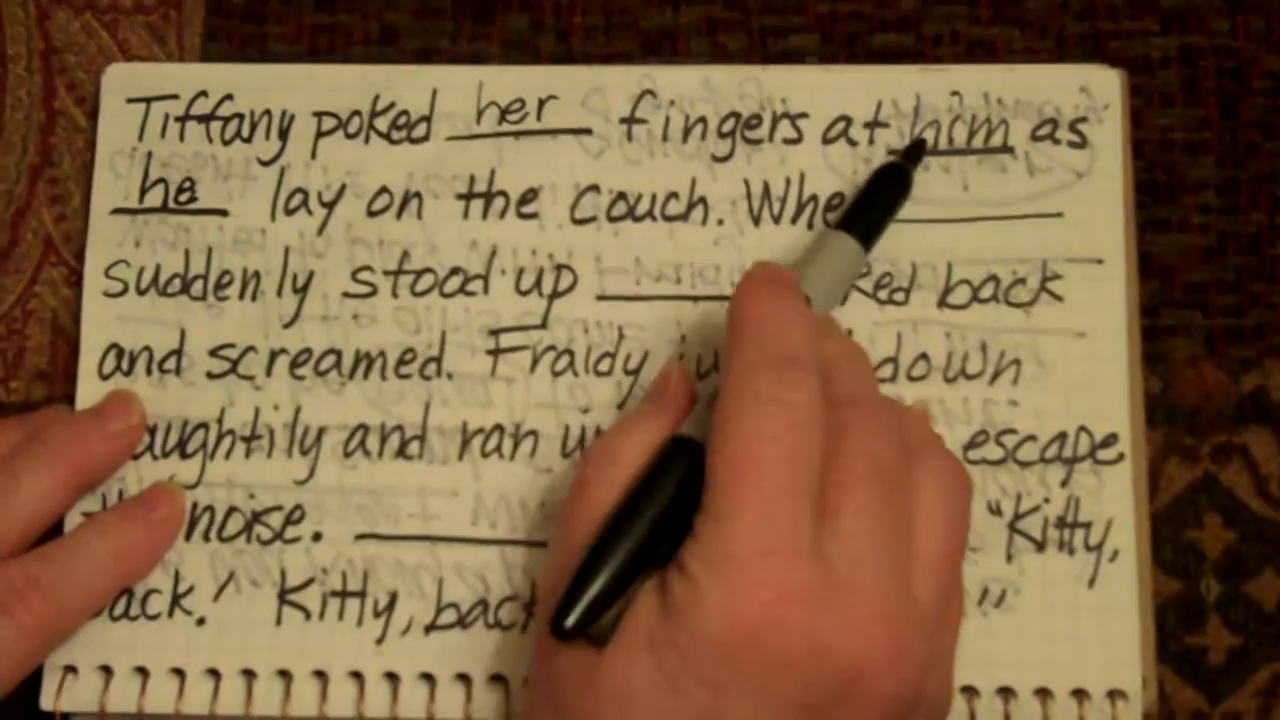 Tiffany poked her fingers at him as
he lay on the couch. Whe
suddenly stood up ked back
and screamed. Fraidy ju down
aughtily and ran u escape
noise. "Kitty,
ack! Kitty, back "